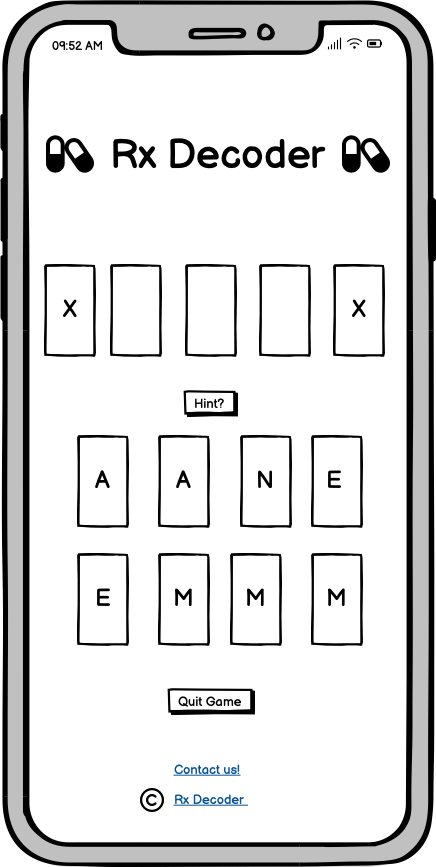 09:52 AM
Rx Decoder
X X
Hint?
A A N E
E M M M
Quit Game
Contact us!
© Rx Decoder